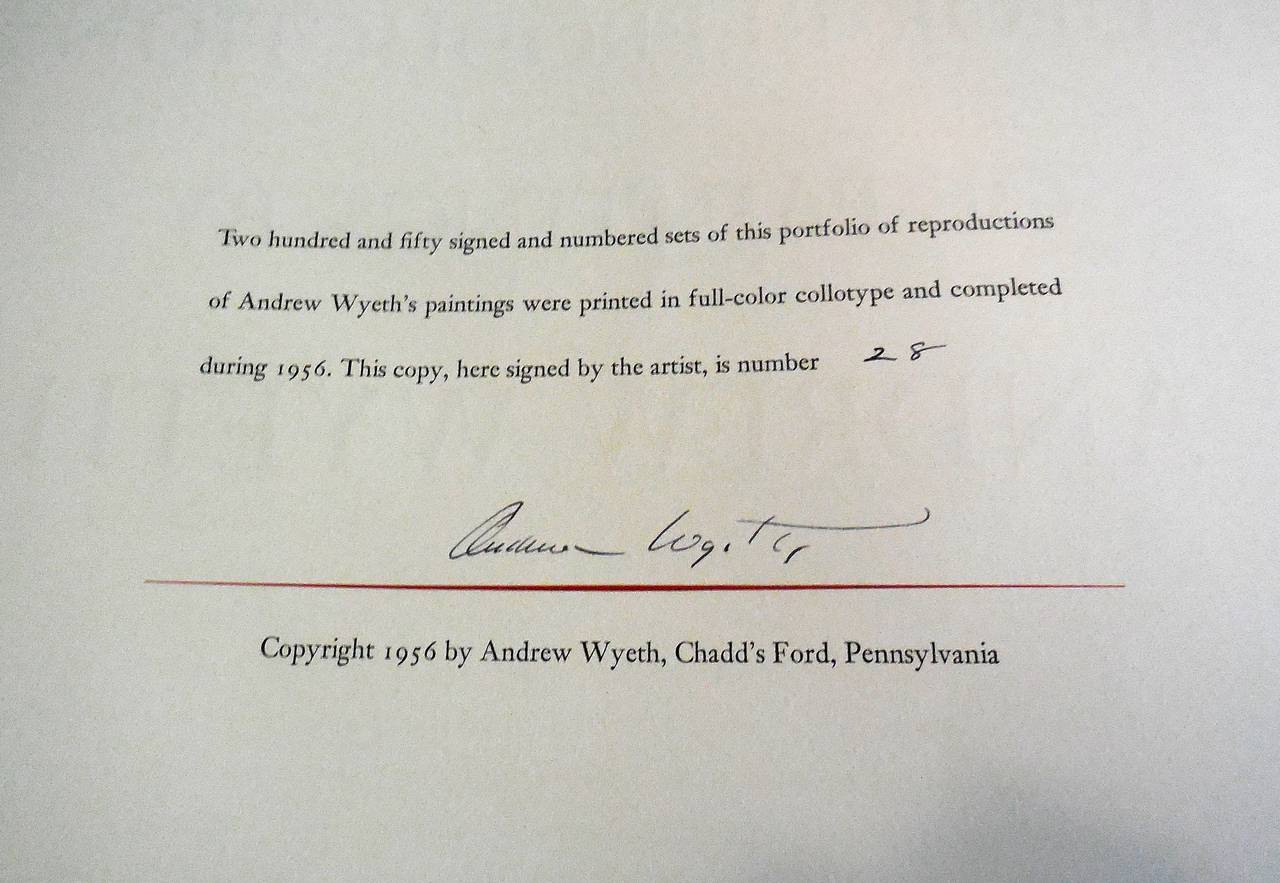 Two hundred and fifty signed and numbered sets of this portfolio of reproductions
of Andrew Wyeth's paintings were printed in full-color collotype and completed
during 1956. This copy, here signed by the artist, is number 28
Andrew Wyeth
Copyright 1956 by Andrew Wyeth, Chadd's Ford, Pennsylvania